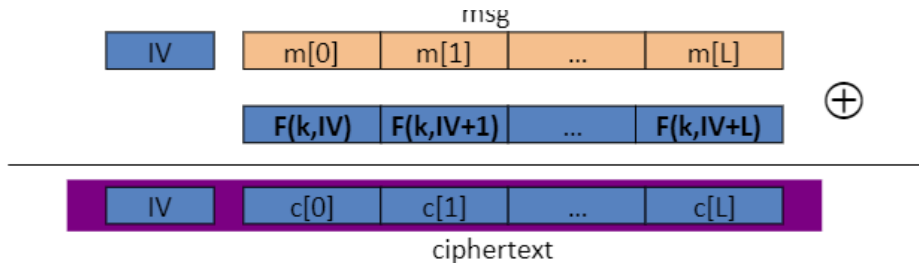 msg
IV m[0] m[1] ... m[L]
F(k,IV) F(k,IV+1) ... F(k,IV+L)
IV c[0] c[1] ... c[L]
ciphertext